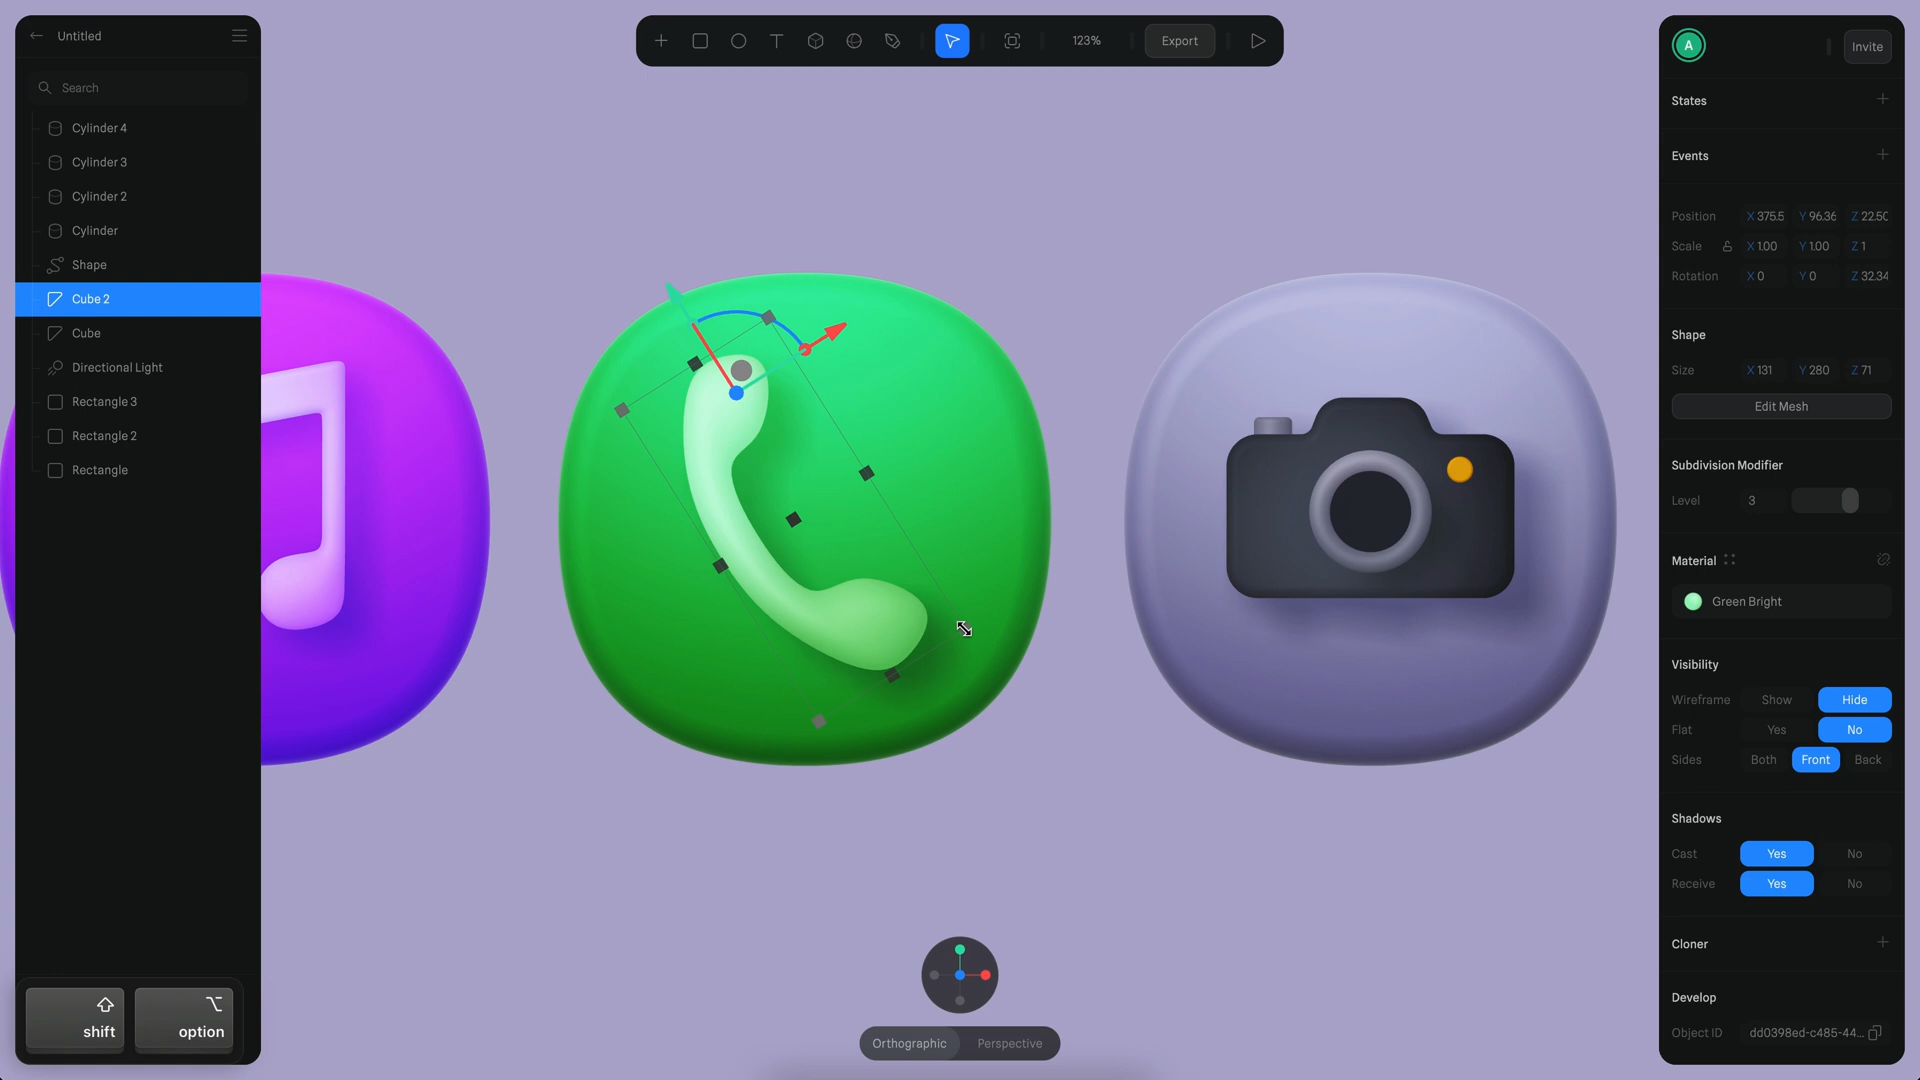 Untitled
Search
Cylinder 4
Cylinder 3
Cylinder 2
Cylinder
Shape
Cube 2
Cube
Directional Light
Rectangle 3
Rectangle 2
Rectangle
shift
option
123%
Export
Orthographic
Perspective
A
Invite
States
Events
Position X 375.5 Y 96.36 Z 22.50
Scale X 1.00 Y 1.00 Z 1
Rotation X 0 Y 0 Z 32.34
Shape
Size X 131 Y 280 Z 71
Edit Mesh
Subdivision Modifier
Level 3
Material
Green Bright
Visibility
Wireframe Show Hide
Flat Yes No
Sides Both Front Back
Shadows
Cast Yes No
Receive Yes No
Cloner
Develop
Object ID dd0398ed-c485-44...